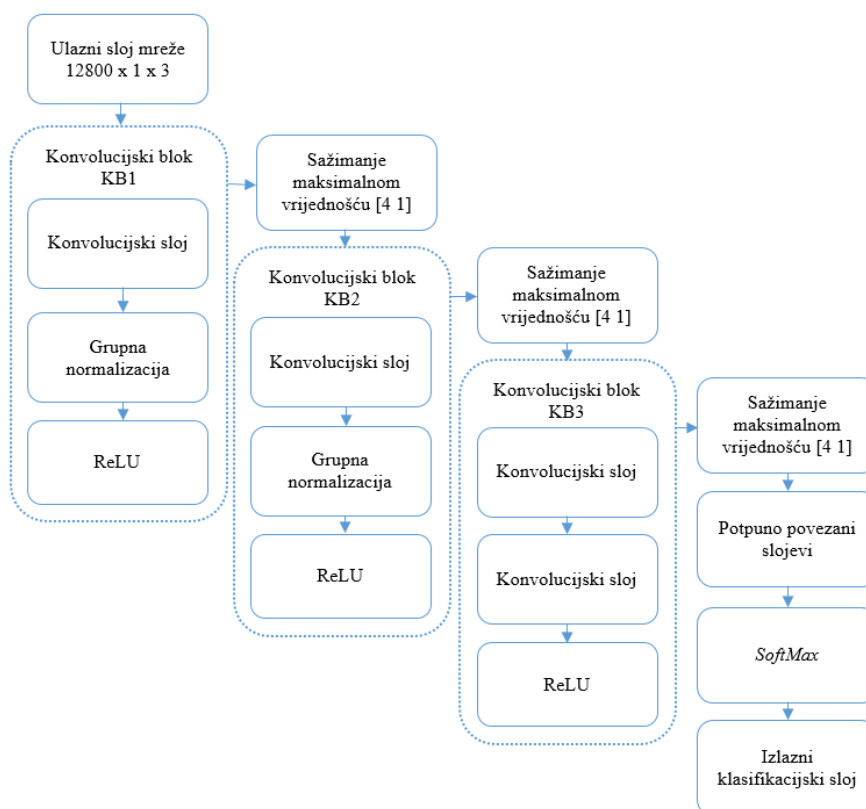 Ulazni sloj mreže
12800 x 1 x 3
Konvolucijski blok
KB1
Konvolucijski sloj
Grupna
normalizacija
ReLU
Sažimanje
maksimalnom
vrijednošću [4 1]
Konvolucijski blok
KB2
Konvolucijski sloj
Grupna
normalizacija
ReLU
Sažimanje
maksimalnom
vrijednošću [4 1]
Konvolucijski blok
KB3
Konvolucijski sloj
Konvolucijski sloj
ReLU
Sažimanje
maksimalnom
vrijednošću [4 1]
Potpuno povezani
slojevi
SoftMax
Izlazni
klasifikacijski sloj